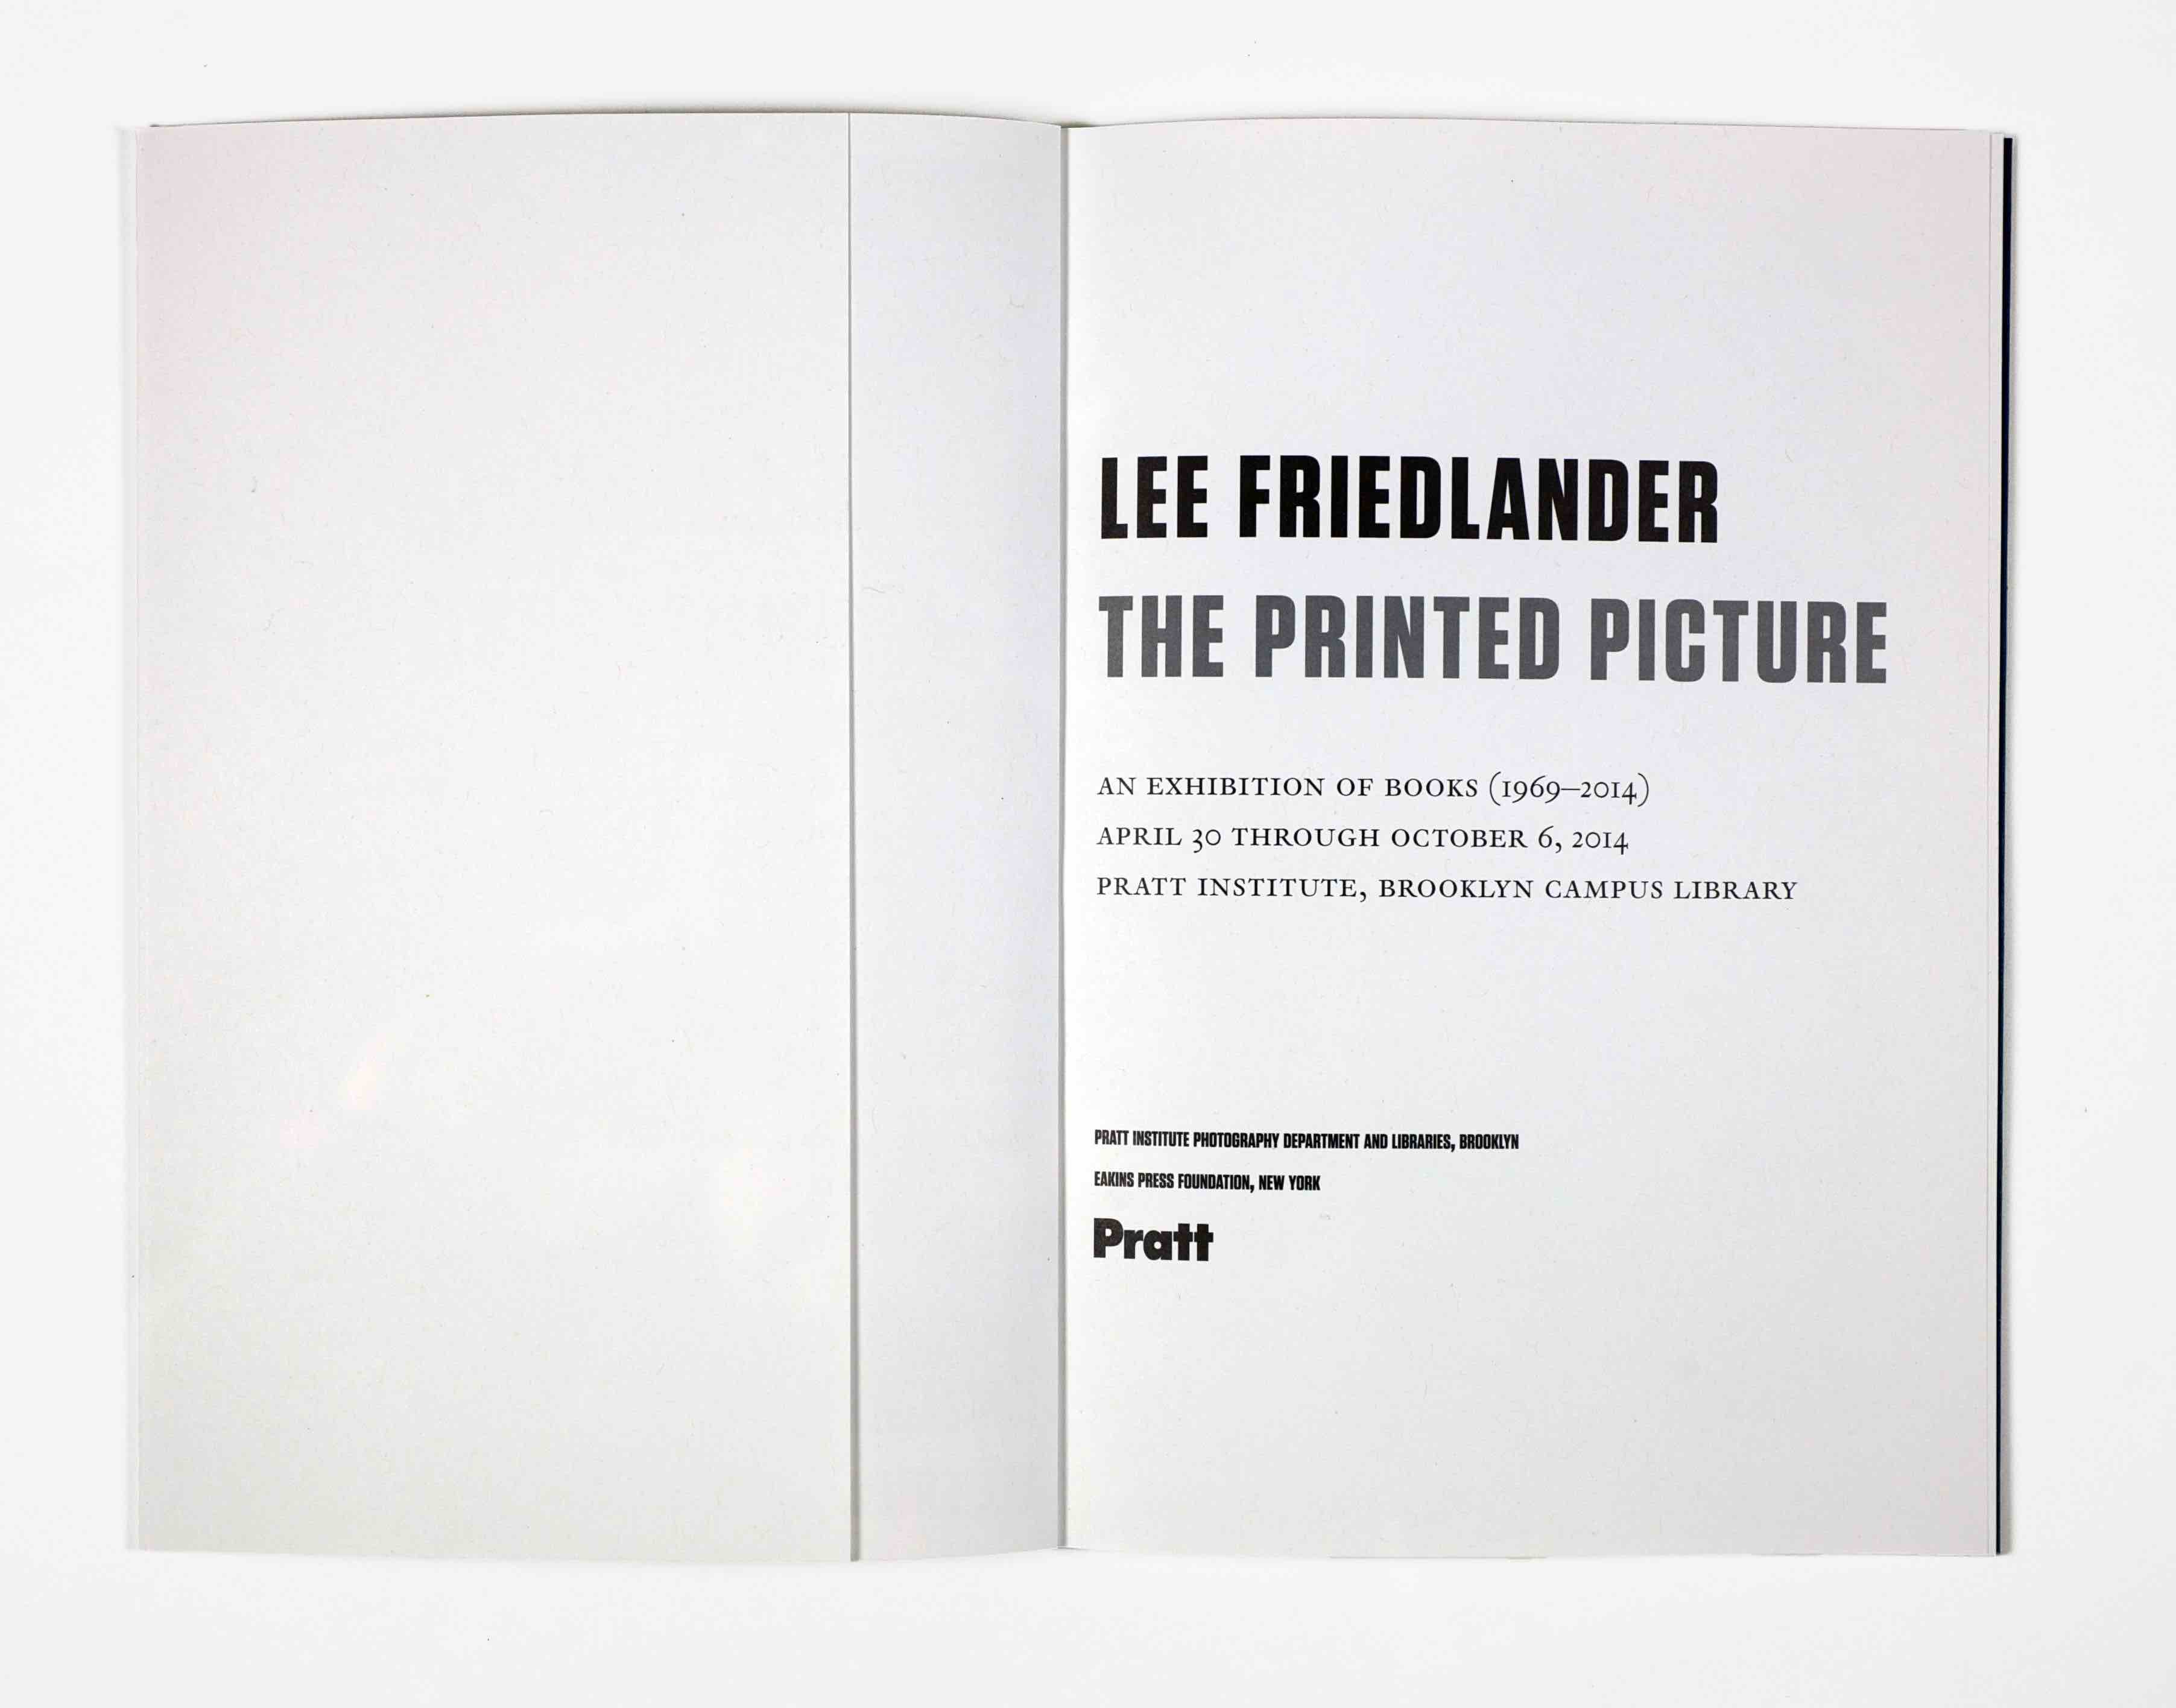 LEE FRIEDLANDER
THE PRINTED PICTURE
AN EXHIBITION OF BOOKS (1969–2014)
APRIL 30 THROUGH OCTOBER 6, 2014
PRATT INSTITUTE, BROOKLYN CAMPUS LIBRARY
PRATT INSTITUTE PHOTOGRAPHY DEPARTMENT AND LIBRARIES, BROOKLYN
EAKINS PRESS FOUNDATION, NEW YORK
Pratt